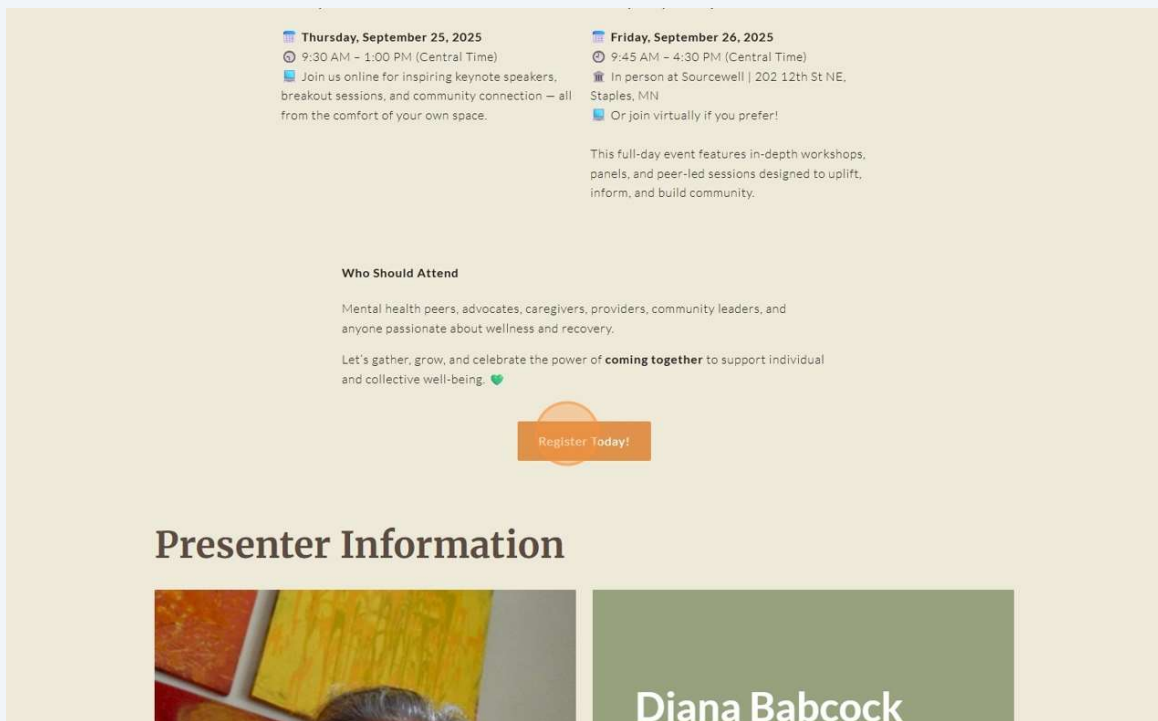 Thursday, September 25, 2025
9:30 AM – 1:00 PM (Central Time)
Join us online for inspiring keynote speakers,
breakout sessions, and community connection — all
from the comfort of your own space.
Friday, September 26, 2025
9:45 AM – 4:30 PM (Central Time)
In person at Sourcewell | 202 12th St NE,
Staples, MN
Or join virtually if you prefer!
This full-day event features in-depth workshops,
panels, and peer-led sessions designed to uplift,
inform, and build community.
Who Should Attend
Mental health peers, advocates, caregivers, providers, community leaders, and
anyone passionate about wellness and recovery.
Let's gather, grow, and celebrate the power of coming together to support individual
and collective well-being. 💚
Register Today!
Presenter Information
Diana Babcock